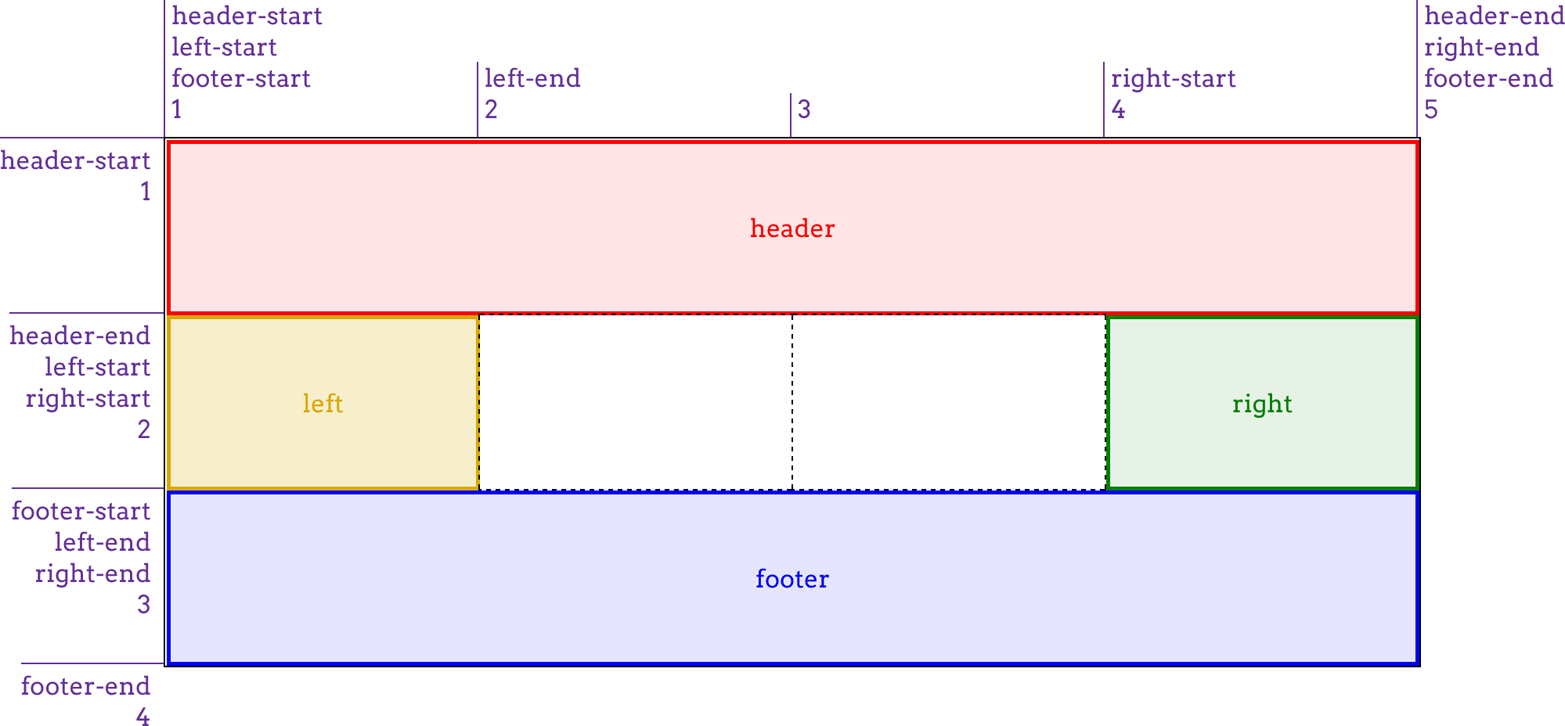 header-start
left-start
footer-start
1
left-end
2
3
right-start
4
header-end
right-end
footer-end
5
header-start
1
header
header-end
left-start
right-start
2
left
right
footer-start
left-end
right-end
3
footer
footer-end
4